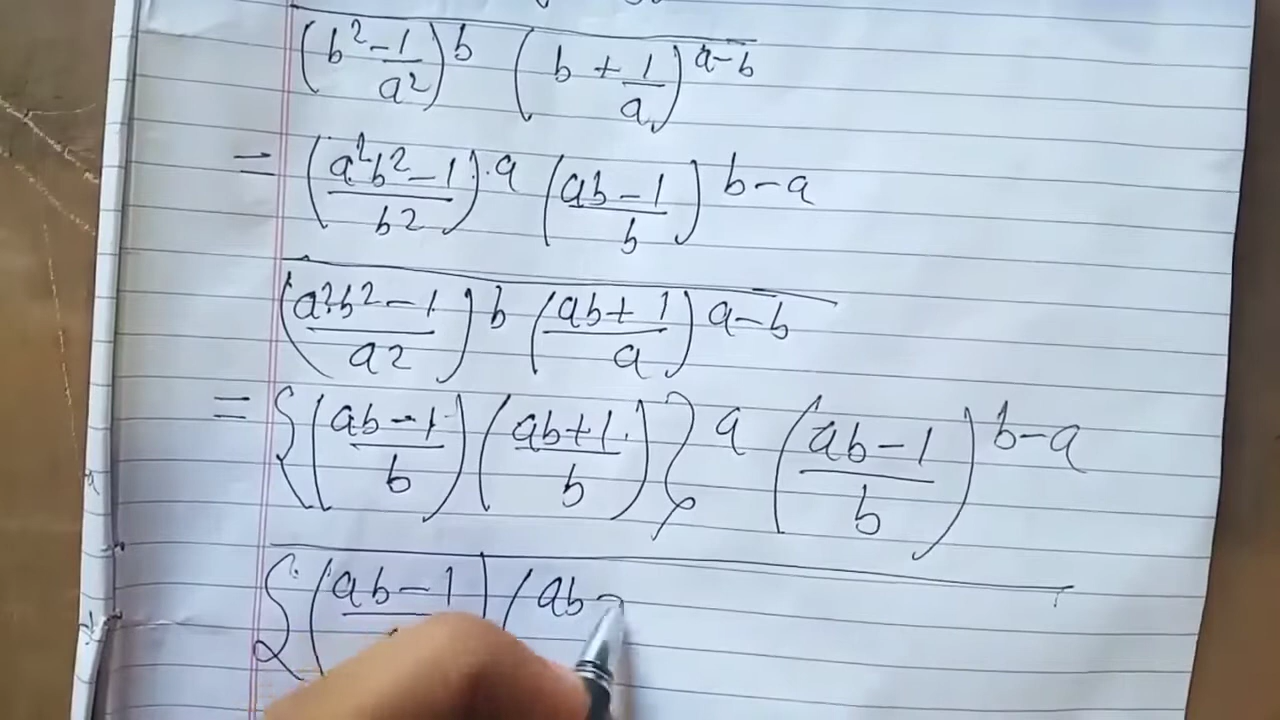 (b²-1/a²)^b (b+1/a)^a-b
= (a²b²-1/b2).a (ab-1/b)^b-a
(a²b²-1/a2)^b (ab+1/a)^a-b
= {(ab-1/b)(ab+1/b)}^a (ab-1/b)^b-a
{(ab-1) (ab